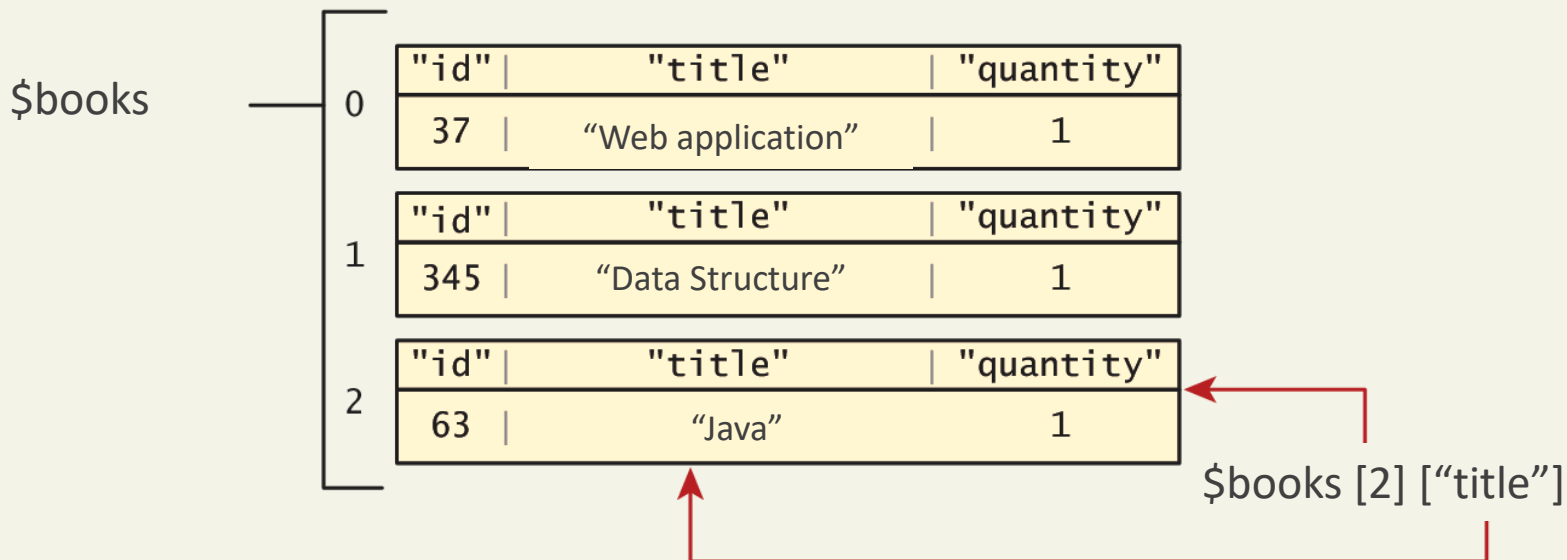 $books
0
"id" | "title" | "quantity"
37 | “Web application” | 1
1
"id" | "title" | "quantity"
345 | “Data Structure” | 1
2
"id" | "title" | "quantity"
63 | “Java” 1
$books [2] [“title”]